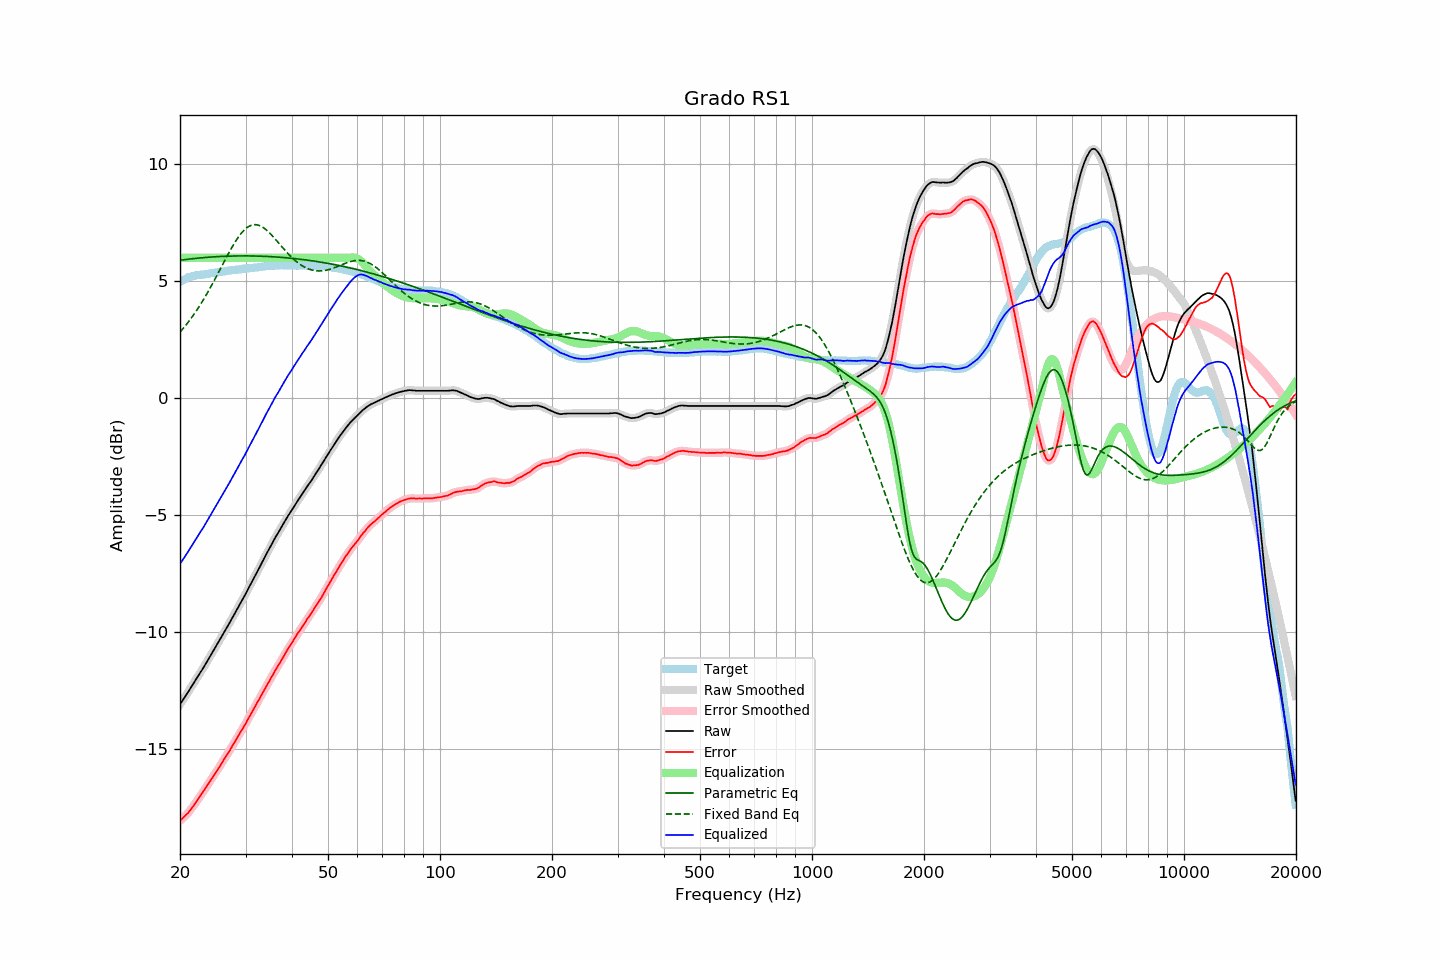 Grado RS1
Amplitude (dBr)
10
5
0
−5
−10
−15
Target
Raw Smoothed
Error Smoothed
Raw
Error
Equalization
Parametric Eq
Fixed Band Eq
Equalized
20 50 100 200 500 1000 2000 5000 10000 20000
Frequency (Hz)